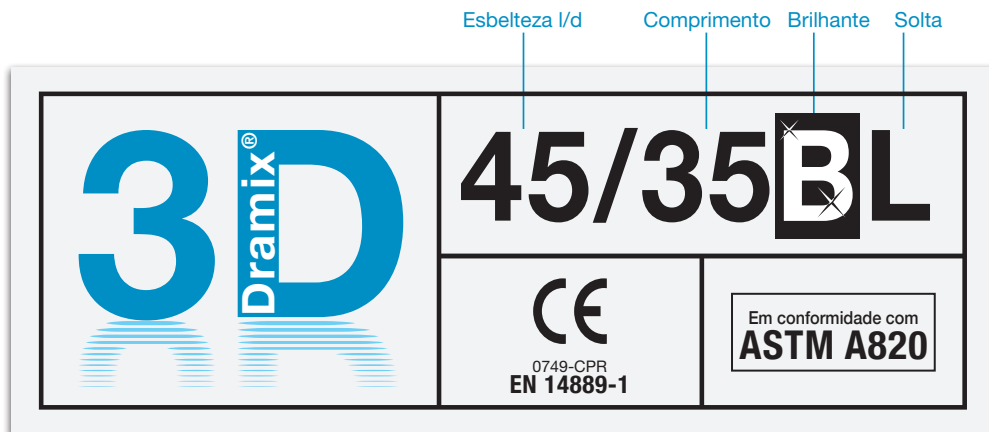 Esbelteza l/d Comprimento Brilhante Solta
3D Dramix®
45/35BL
CE
0749-CPR
EN 14889-1
Em conformidade com
ASTM A820